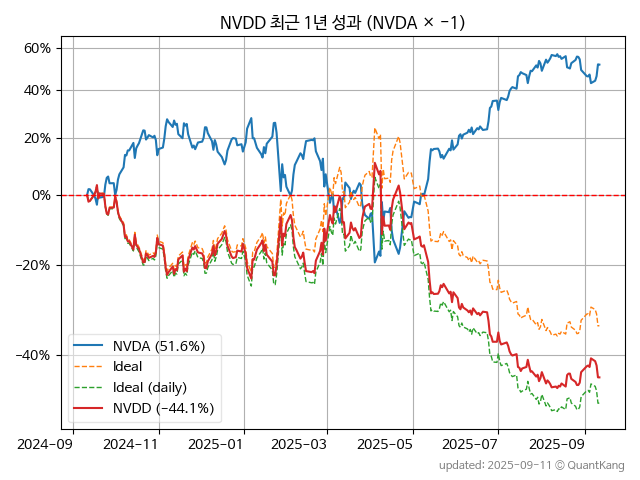 NVDD 최근 1년 성과 (NVDA × −1)
60%
40%
20%
0%
−20%
−40%
NVDA (51.6%)
Ideal
Ideal (daily)
NVDD (−44.1%)
2024-09
2024-11
2025-01
2025-03
2025-05
2025-07
2025-09
updated: 2025-09-11 ⓒ QuantKang